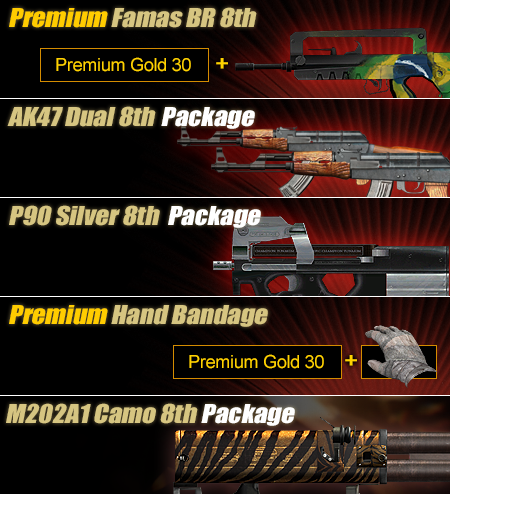 Premium Famas BR 8th
Premium Gold 30 +
AK47 Dual 8th Package
P90 Silver 8th Package
Premium Hand Bandage
Premium Gold 30 +
M202A1 Camo 8th Package